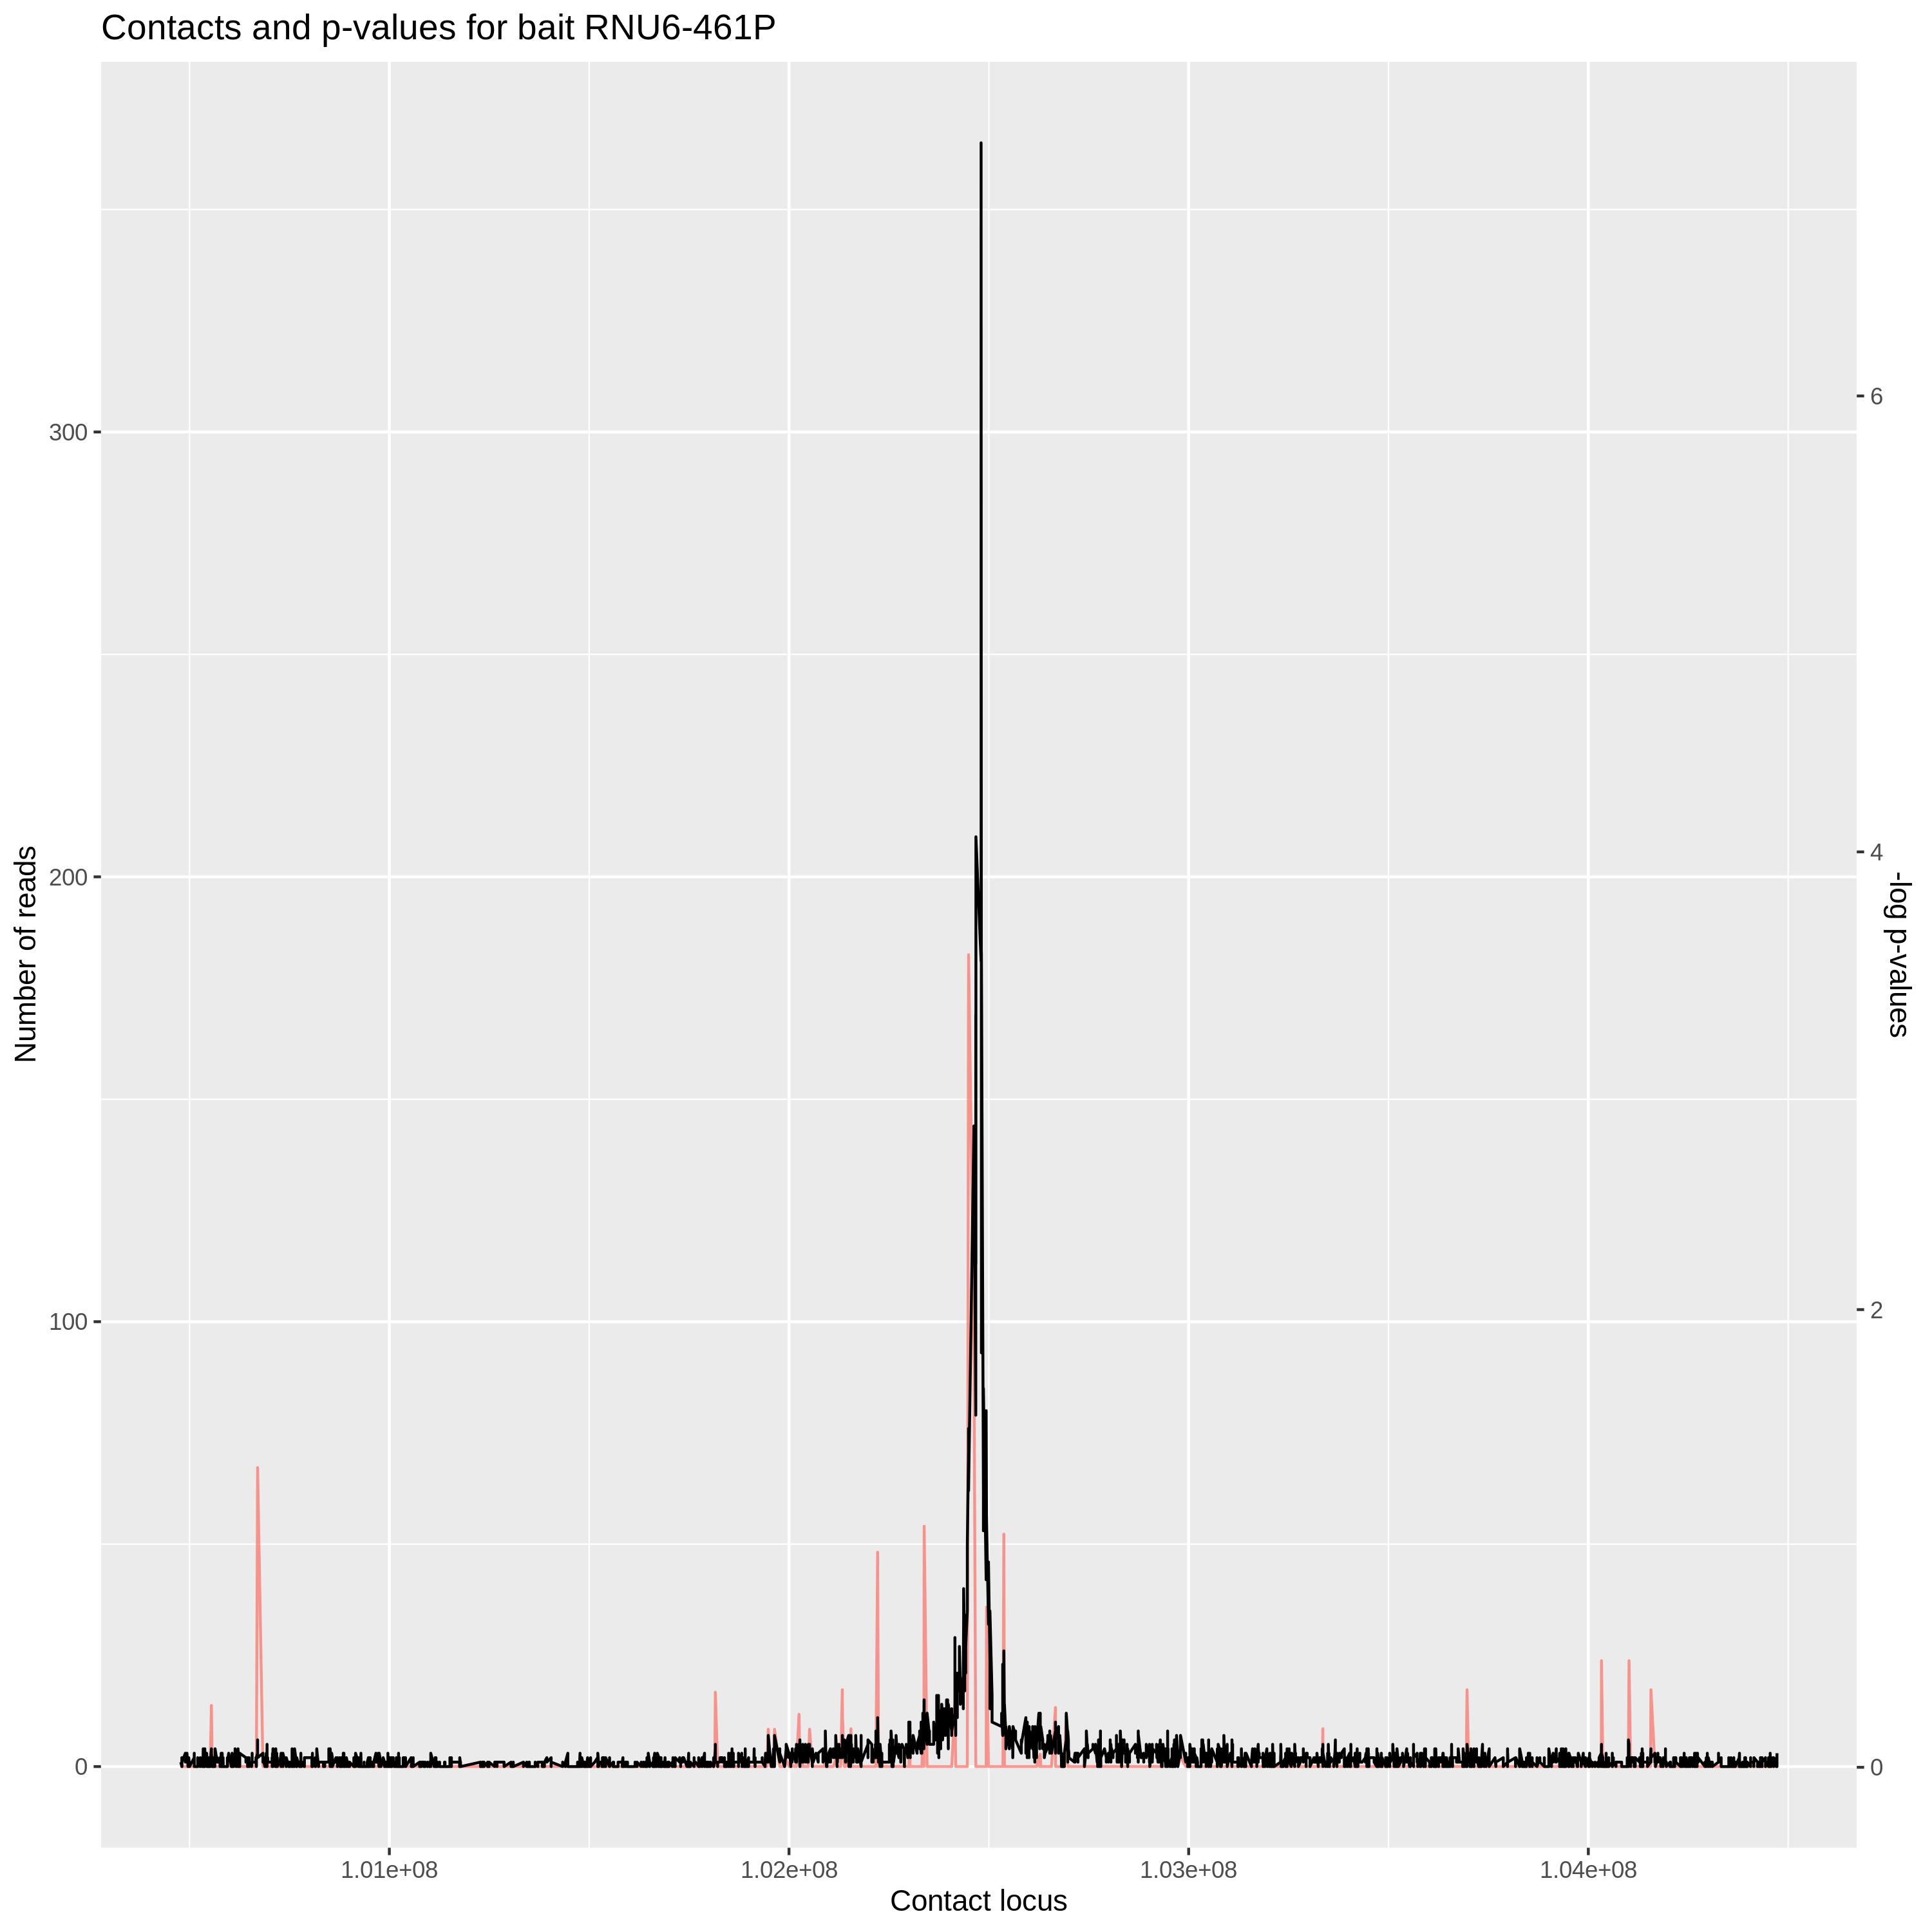 Contacts and p-values for bait RNU6-461P
Number of reads
300
200
100
0
6
4
2
0
-log p-values
1.01e+08 1.02e+08 1.03e+08 1.04e+08
Contact locus